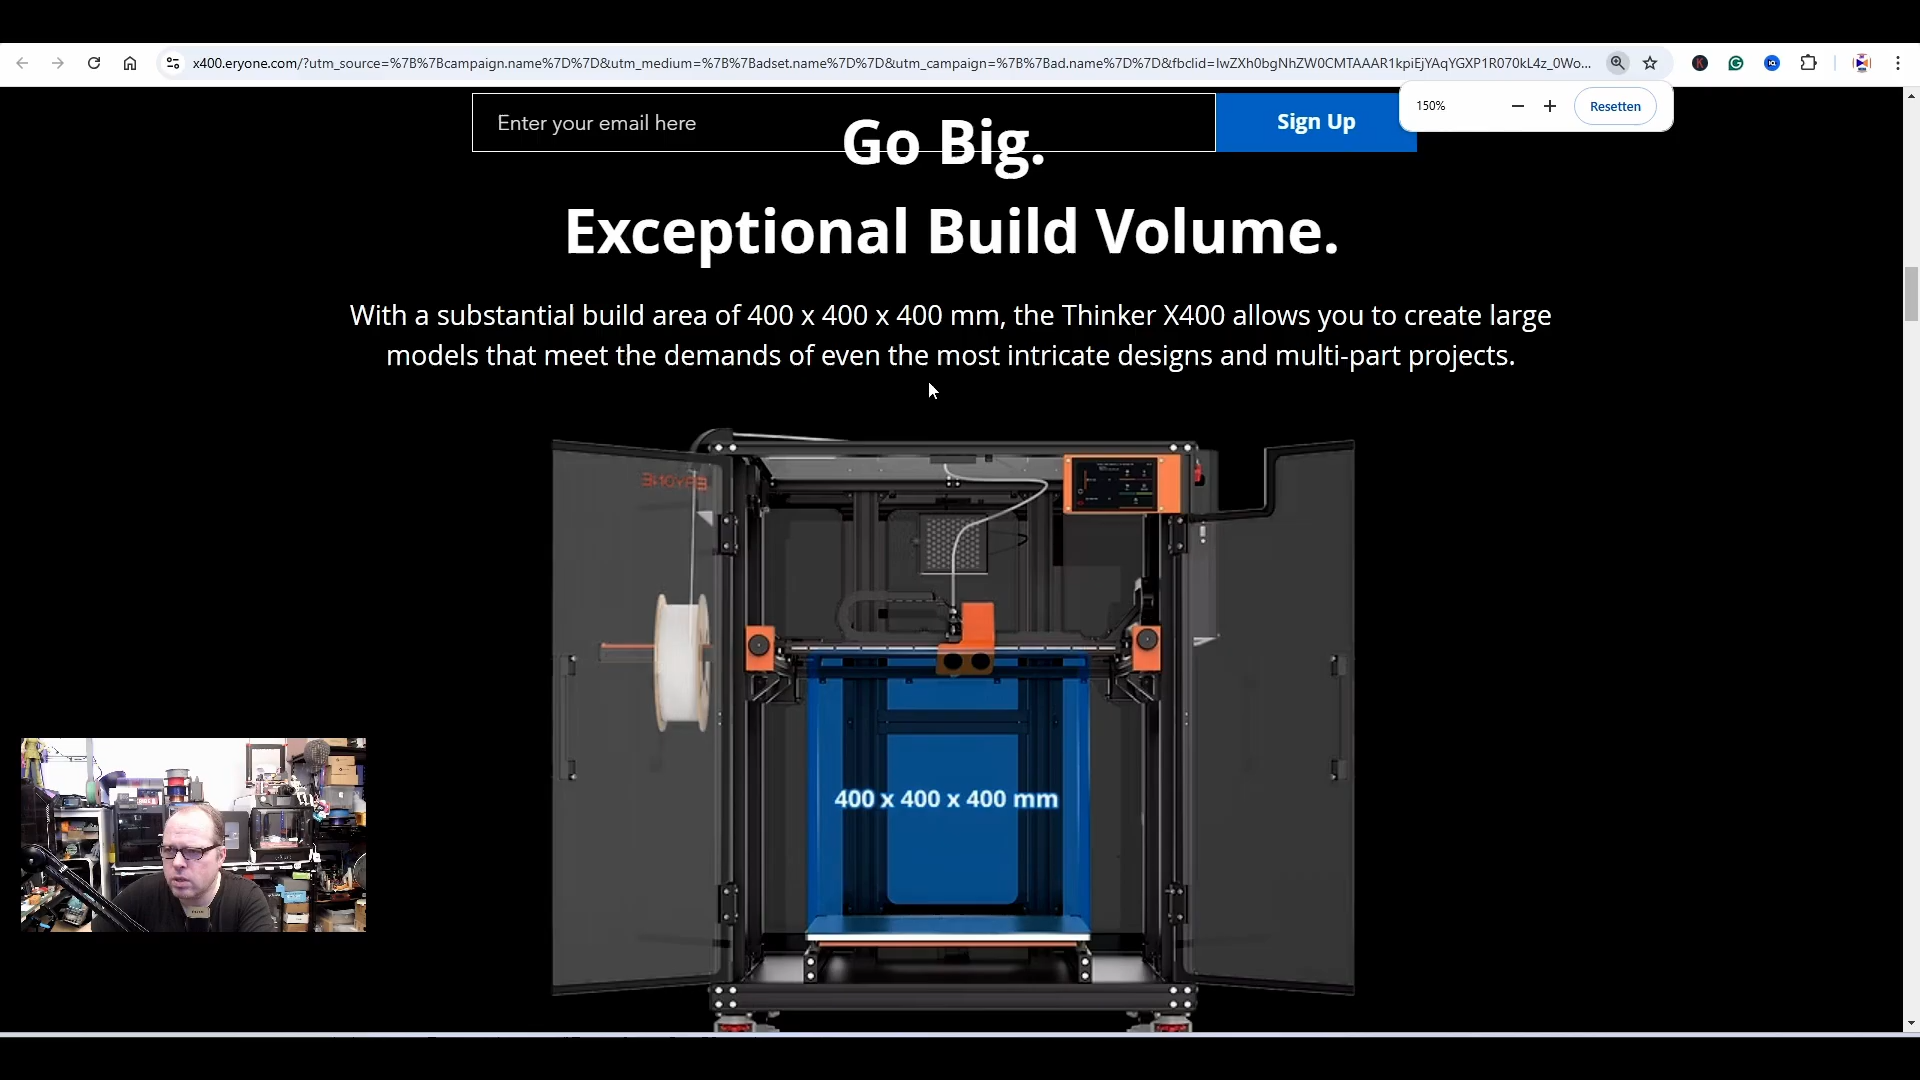 x400.eryone.com/?utm_source=%7B%7Bcampaign.name%7D%7D&utm_medium=%7B%7Badset.name%7D%7D&utm_campaign=%7B%7Bad.name%7D%7D&fbclid=IwZXh0bgNhZW0CMTAAAR1kpiEjYAqYGXP1R070kL4z_0Wo...
150%
Resetten
Enter your email here
Sign Up
Go Big.
Exceptional Build Volume.
With a substantial build area of 400 x 400 x 400 mm, the Thinker X400 allows you to create large
models that meet the demands of even the most intricate designs and multi-part projects.
ERYONE
400 x 400 x 400 mm